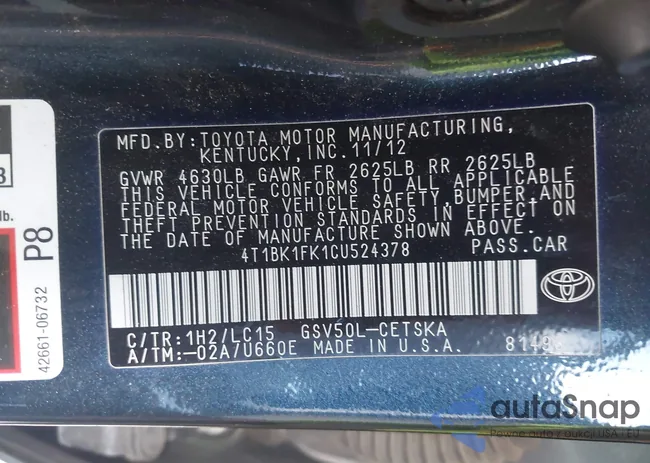 MFD.BY: TOYOTA MOTOR MANUFACTURING,
KENTUCKY, INC. 11/12
GVWR 4630LB GAWR FR 2625LB RR 2625LB
THIS VEHICLE CONFORMS TO ALL APPLICABLE
FEDERAL MOTOR VEHICLE SAFETY, BUMPER, AND
THEFT PREVENTION STANDARDS IN EFFECT ON
THE DATE OF MANUFACTURE SHOWN ABOVE.
4T1BK1FK1CU524378 PASS.CAR
C/TR: 1H2/LC15 GSV50L-CETSKA
A/TM: -02A/U660E MADE IN U.S.A.
lb.
P8
42661-06732
autoSnap